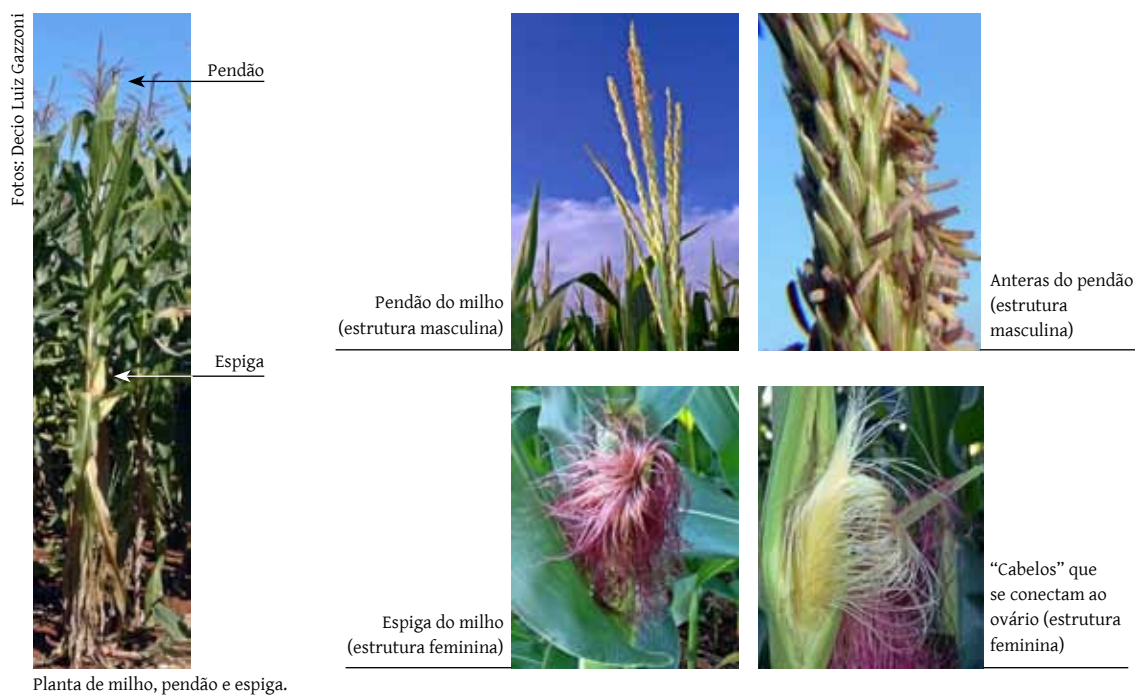 Fotos: Decio Luiz Gazzoni
Pendão
Espiga
Planta de milho, pendão e espiga.
Pendão do milho
(estrutura masculina)
Anteras do pendão
(estrutura
masculina)
Espiga do milho
(estrutura feminina)
“Cabelos” que
se conectam ao
ovário (estrutura
feminina)